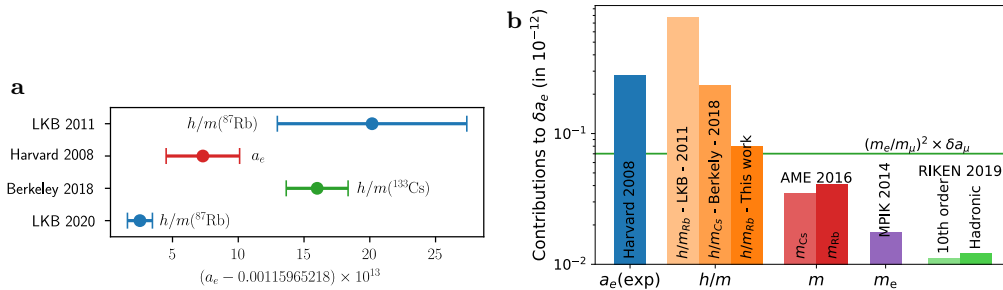 a
LKB 2011
Harvard 2008
Berkeley 2018
LKB 2020
h/m(⁸⁷Rb)
aₑ
h/m(¹³³Cs)
h/m(⁸⁷Rb)
5
10
15
20
25
(aₑ − 0.00115965218) × 10¹³
b
Contributions to δaₑ (in 10⁻¹²)
10⁻¹
10⁻²
Harvard 2008
h/m_Rb - LKB - 2011
h/m_Cs - Berkely - 2018
h/m_Rb - This work
(mₑ/m_μ)² × δa_μ
AME 2016
m_Cs
m_Rb
MPIK 2014
RIKEN 2019
10th order
Hadronic
aₑ(exp)
h/m
m
mₑ